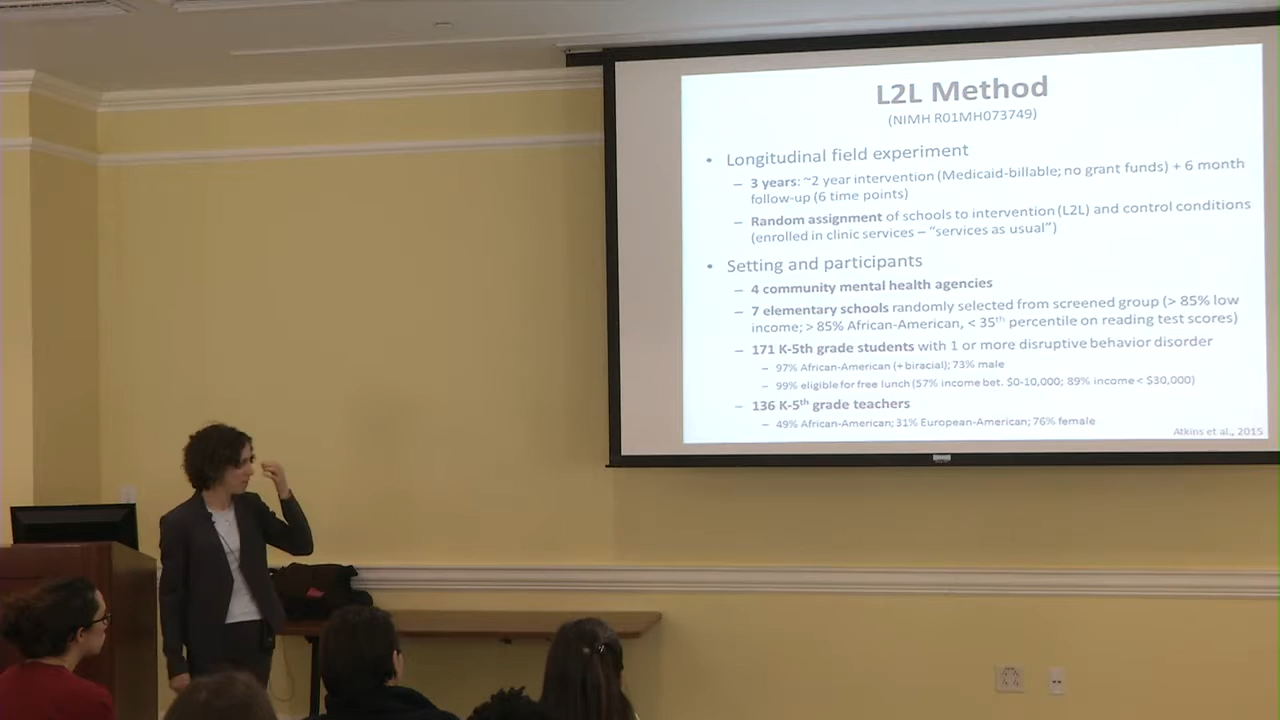 L2L Method
(NIMH R01MH073749)
• Longitudinal field experiment
– 3 years: ~2 year intervention (Medicaid-billable; no grant funds) + 6 month
follow-up (6 time points)
– Random assignment of schools to intervention (L2L) and control conditions
(enrolled in clinic services – “services as usual”)
• Setting and participants
– 4 community mental health agencies
– 7 elementary schools randomly selected from screened group (> 85% low
income; > 85% African-American, < 35th percentile on reading test scores)
– 171 K-5th grade students with 1 or more disruptive behavior disorder
– 97% African-American (+ biracial); 73% male
– 99% eligible for free lunch (57% income bet. $0-10,000; 89% income < $30,000)
– 136 K-5th grade teachers
– 49% African-American; 31% European-American; 76% female
Atkins et al., 2015